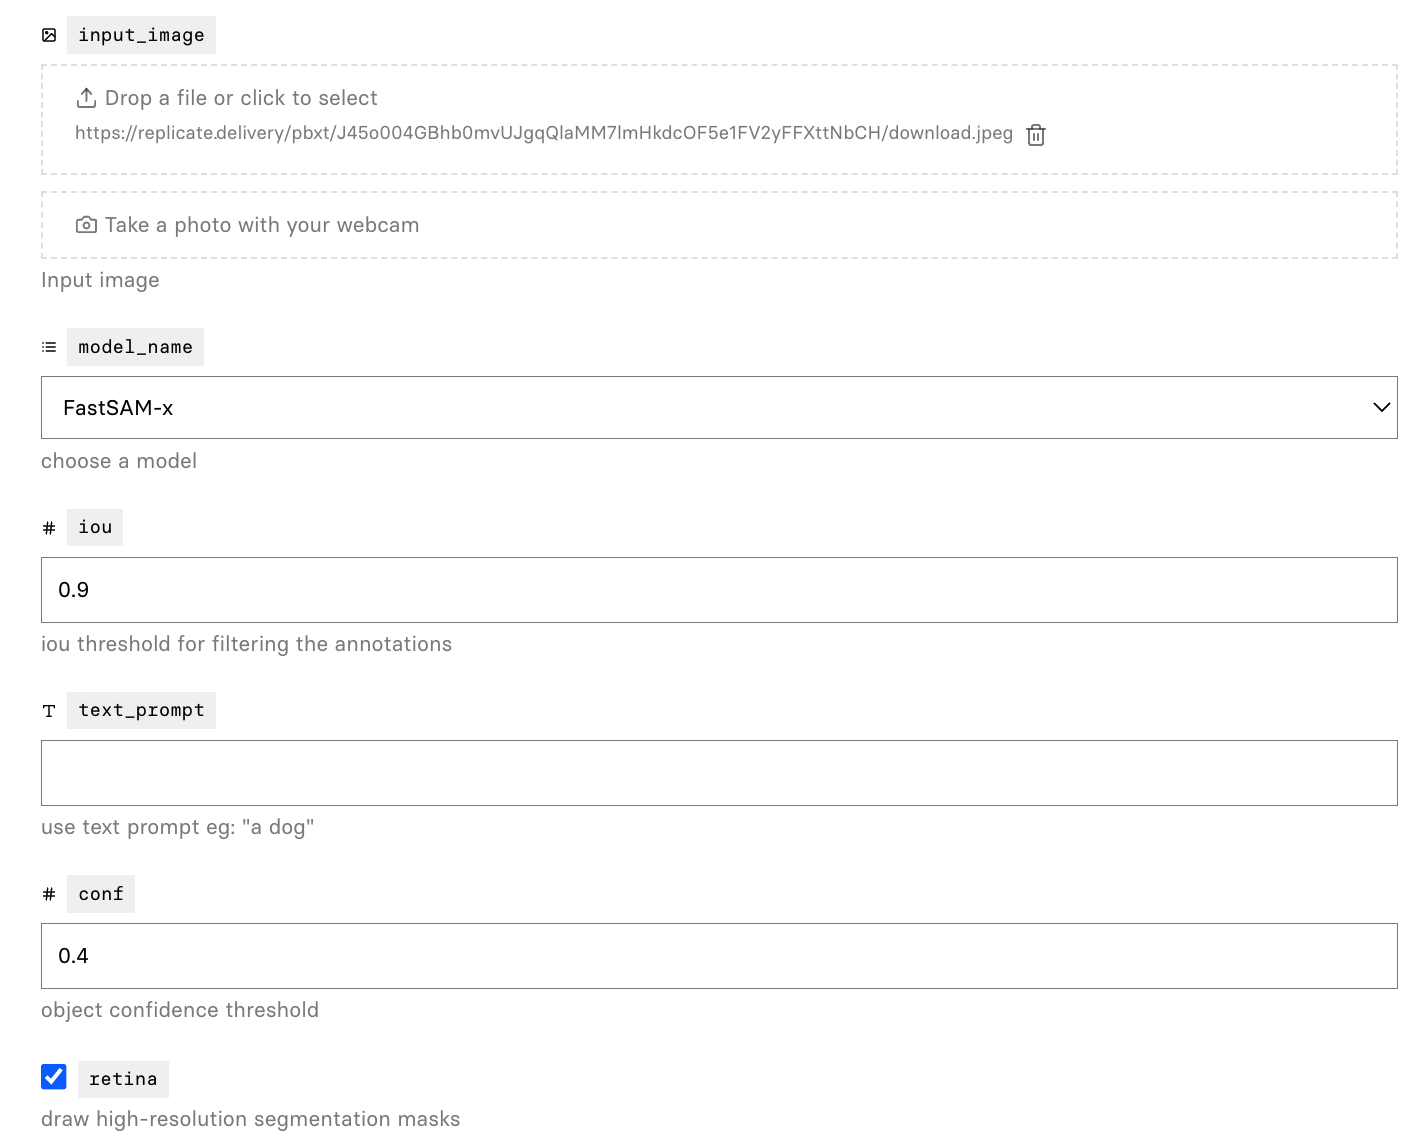 input_image
Drop a file or click to select
https://replicate.delivery/pbxt/J45o004GBhb0mvUJgqQlaMM7lmHkdcOF5e1FV2yFFXttNbCH/download.jpeg
Take a photo with your webcam
Input image
model_name
FastSAM-x
choose a model
# iou
0.9
iou threshold for filtering the annotations
T text_prompt
use text prompt eg: "a dog"
# conf
0.4
object confidence threshold
retina
draw high-resolution segmentation masks